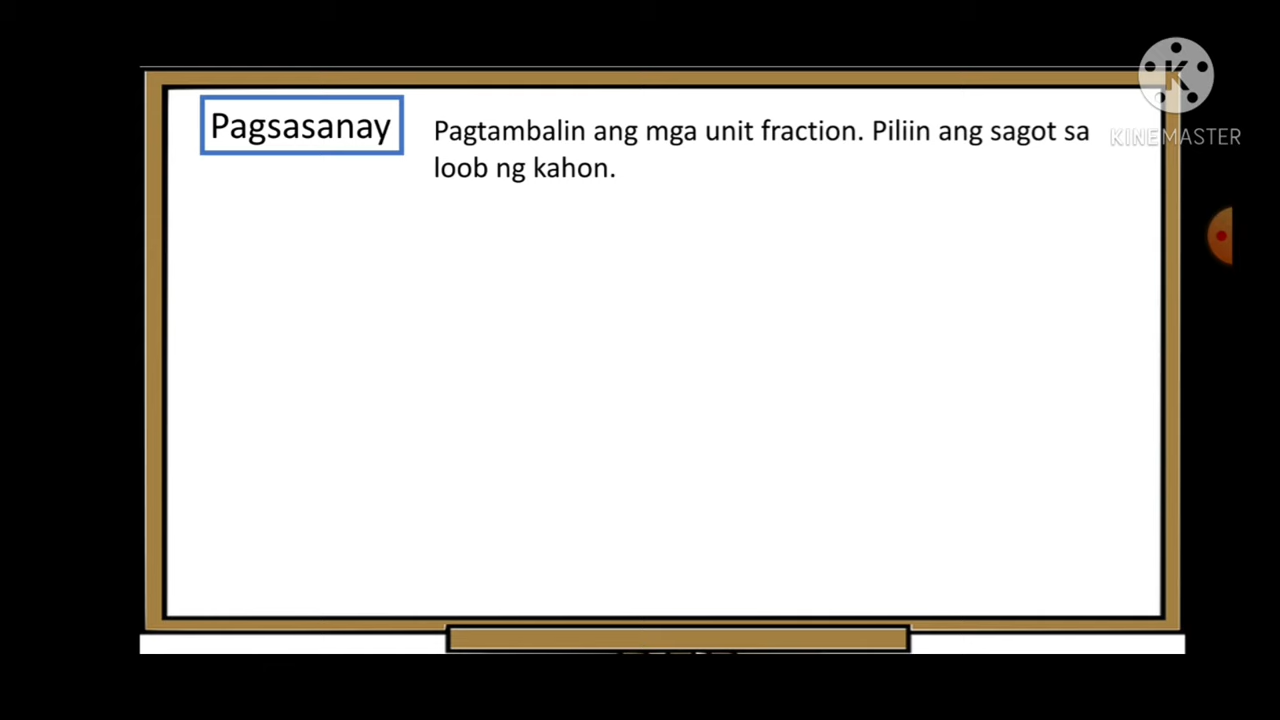 Pagsasanay
Pagtambalin ang mga unit fraction. Piliin ang sagot sa
loob ng kahon.
K
KINEMASTER